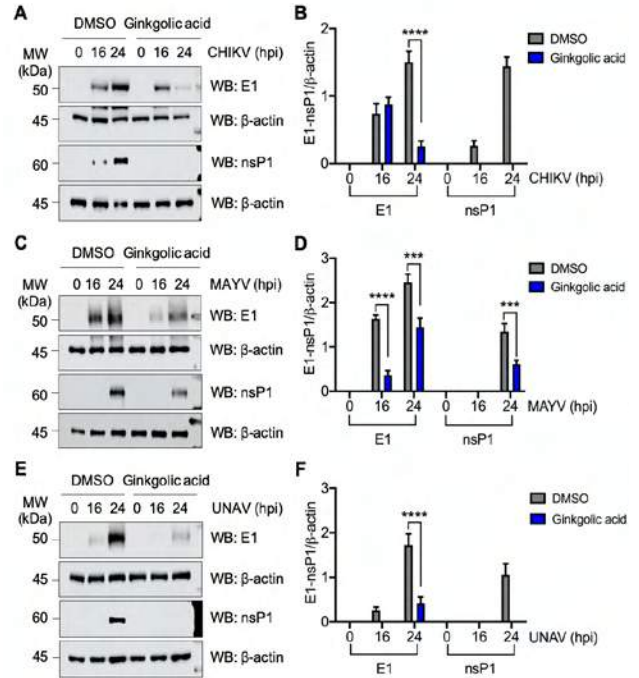 A
DMSO Ginkgolic acid
MW (kDa) 0 16 24 0 16 24 CHIKV (hpi)
50 WB: E1
45 WB: β-actin
60 WB: nsP1
45 WB: β-actin
B
DMSO
Ginkgolic acid
E1-nsP1/β-actin
2
1
0
****
0 16 24 0 16 24 CHIKV (hpi)
E1 nsP1
C
DMSO Ginkgolic acid
MW (kDa) 0 16 24 0 16 24 MAYV (hpi)
50 WB: E1
45 WB: β-actin
60 WB: nsP1
45 WB: β-actin
D
DMSO
Ginkgolic acid
E1-nsP1/β-actin
3
2
1
0
**** *** ***
0 16 24 0 16 24 MAYV (hpi)
E1 nsP1
E
DMSO Ginkgolic acid
MW (kDa) 0 16 24 0 16 24 UNAV (hpi)
50 WB: E1
45 WB: β-actin
60 WB: nsP1
45 WB: β-actin
F
DMSO
Ginkgolic acid
E1-nsP1/β-actin
3
2
1
0
****
0 16 24 0 16 24 UNAV (hpi)
E1 nsP1